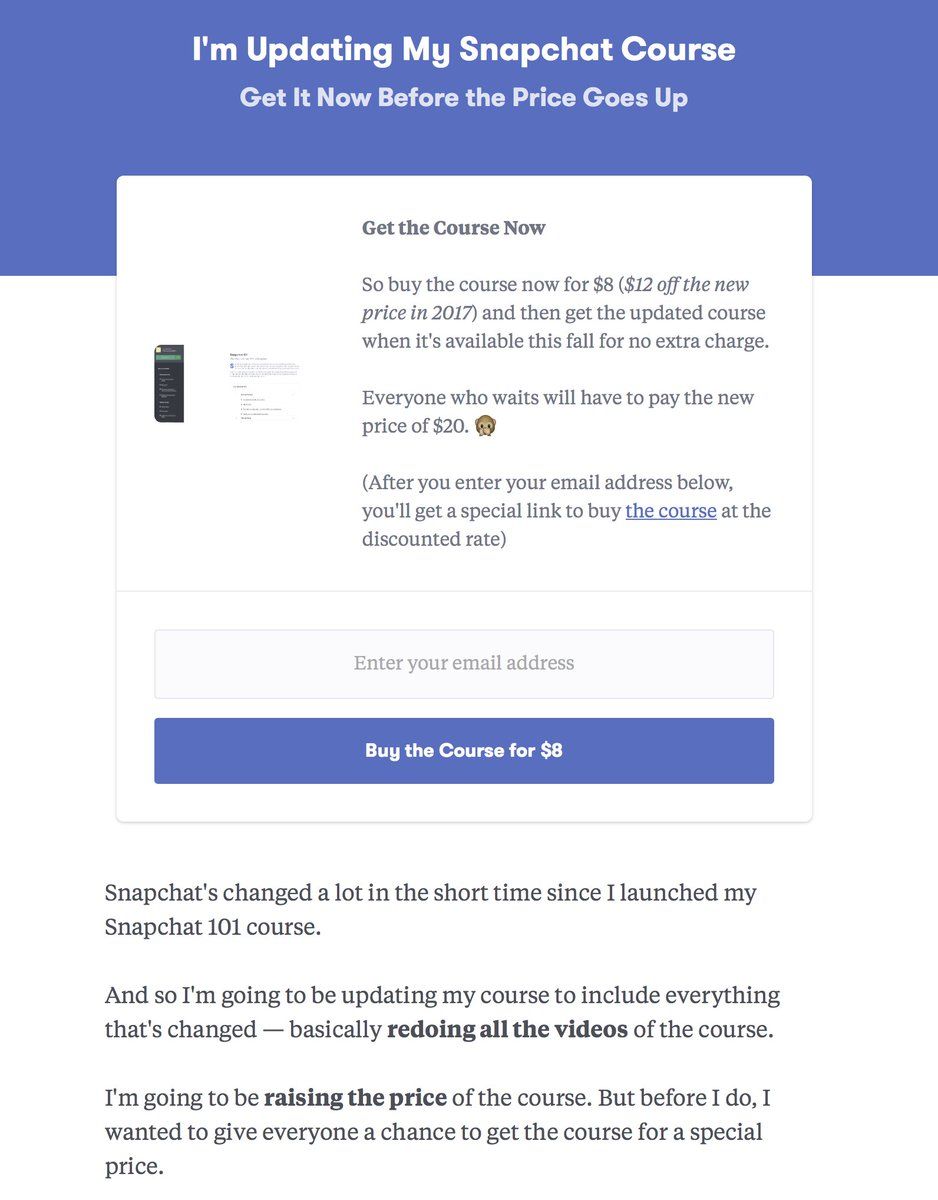 I'm Updating My Snapchat Course
Get It Now Before the Price Goes Up
Get the Course Now
So buy the course now for $8 ($12 off the new
price in 2017) and then get the updated course
when it's available this fall for no extra charge.
Everyone who waits will have to pay the new
price of $20. 🙊
(After you enter your email address below,
you'll get a special link to buy the course at the
discounted rate)
Enter your email address
Buy the Course for $8
Snapchat's changed a lot in the short time since I launched my
Snapchat 101 course.
And so I'm going to be updating my course to include everything
that's changed — basically redoing all the videos of the course.
I'm going to be raising the price of the course. But before I do, I
wanted to give everyone a chance to get the course for a special
price.